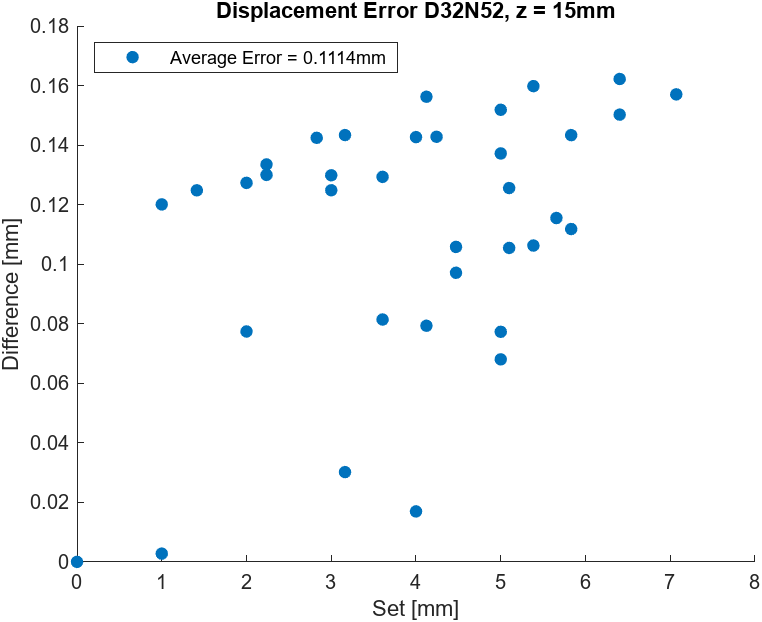 Displacement Error D32N52, z = 15mm
Average Error = 0.1114mm
0.18
0.16
0.14
0.12
0.1
0.08
0.06
0.04
0.02
0
Difference [mm]
0 1 2 3 4 5 6 7 8
Set [mm]